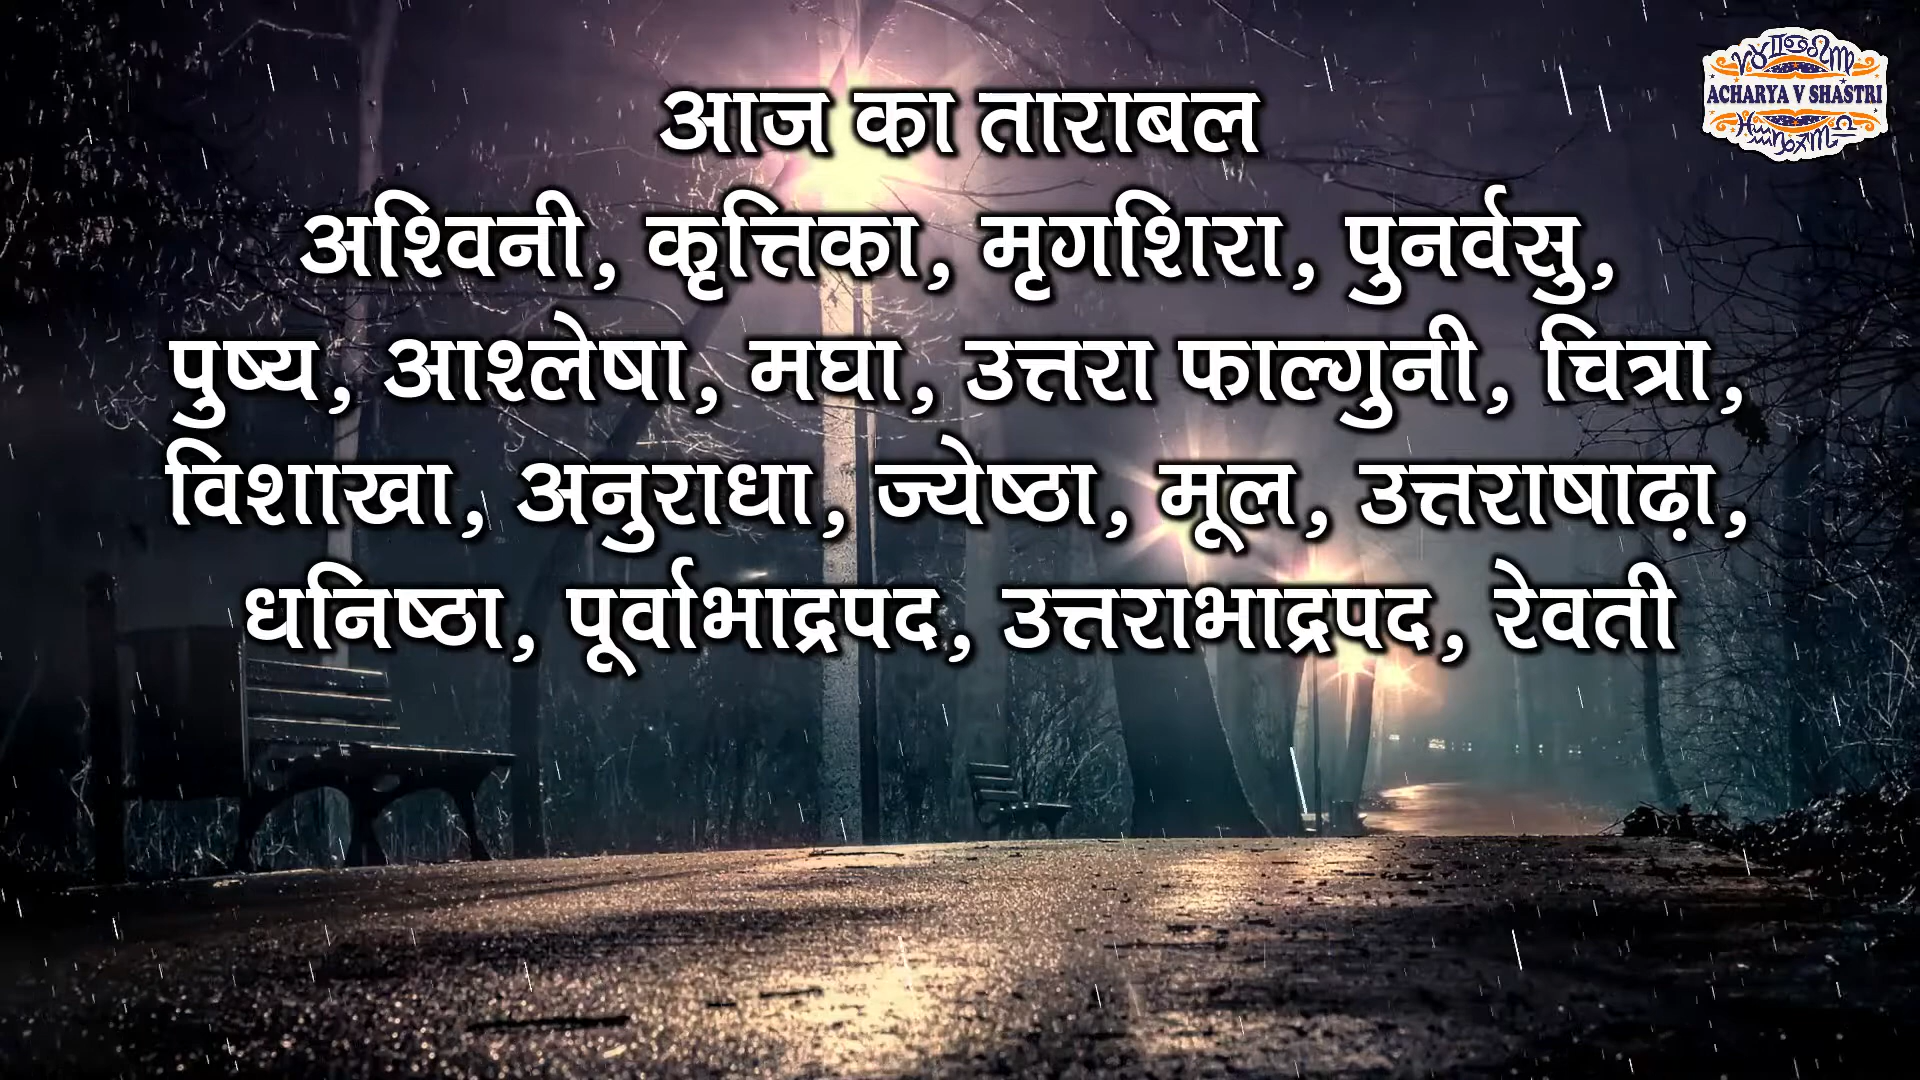 आज का ताराबल
अश्विनी, कृत्तिका, मृगशिरा, पुनर्वसु,
पुष्य, आश्लेषा, मघा, उत्तरा फाल्गुनी, चित्रा,
विशाखा, अनुराधा, ज्येष्ठा, मूल, उत्तराषाढ़ा,
धनिष्ठा, पूर्वाभाद्रपद, उत्तराभाद्रपद, रेवती
ACHARYA V SHASTRI